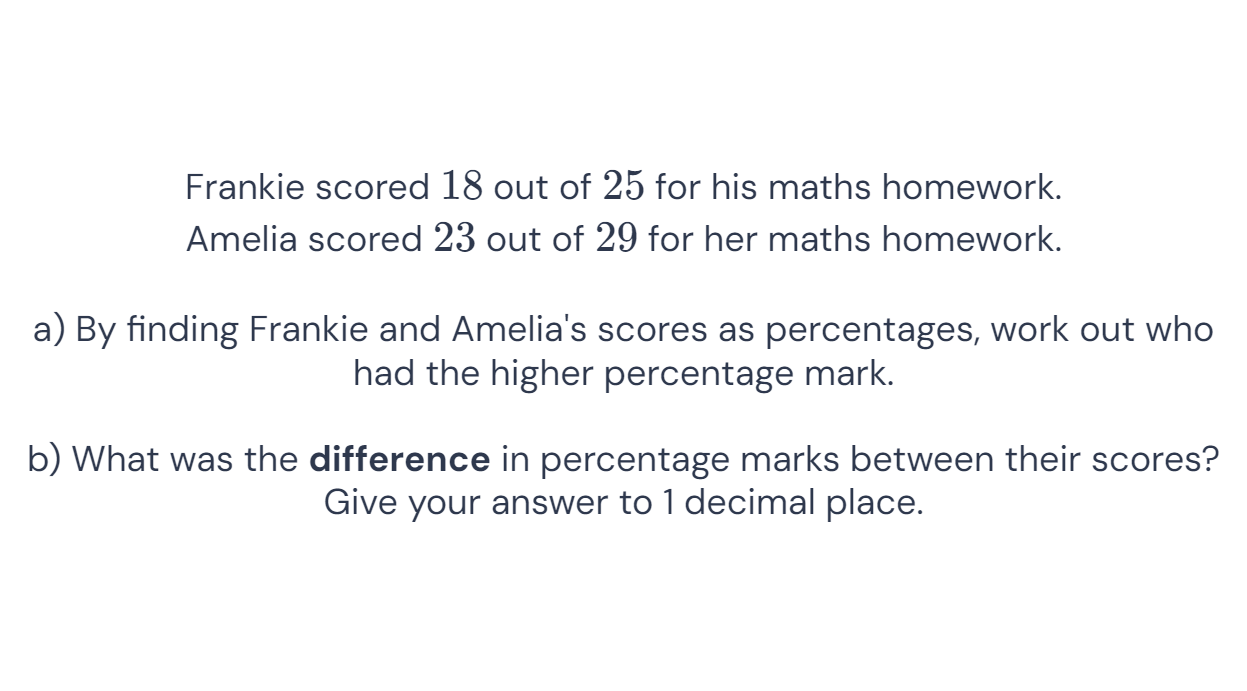 Frankie scored 18 out of 25 for his maths homework.
Amelia scored 23 out of 29 for her maths homework.
a) By finding Frankie and Amelia's scores as percentages, work out who
had the higher percentage mark.
b) What was the difference in percentage marks between their scores?
Give your answer to 1 decimal place.